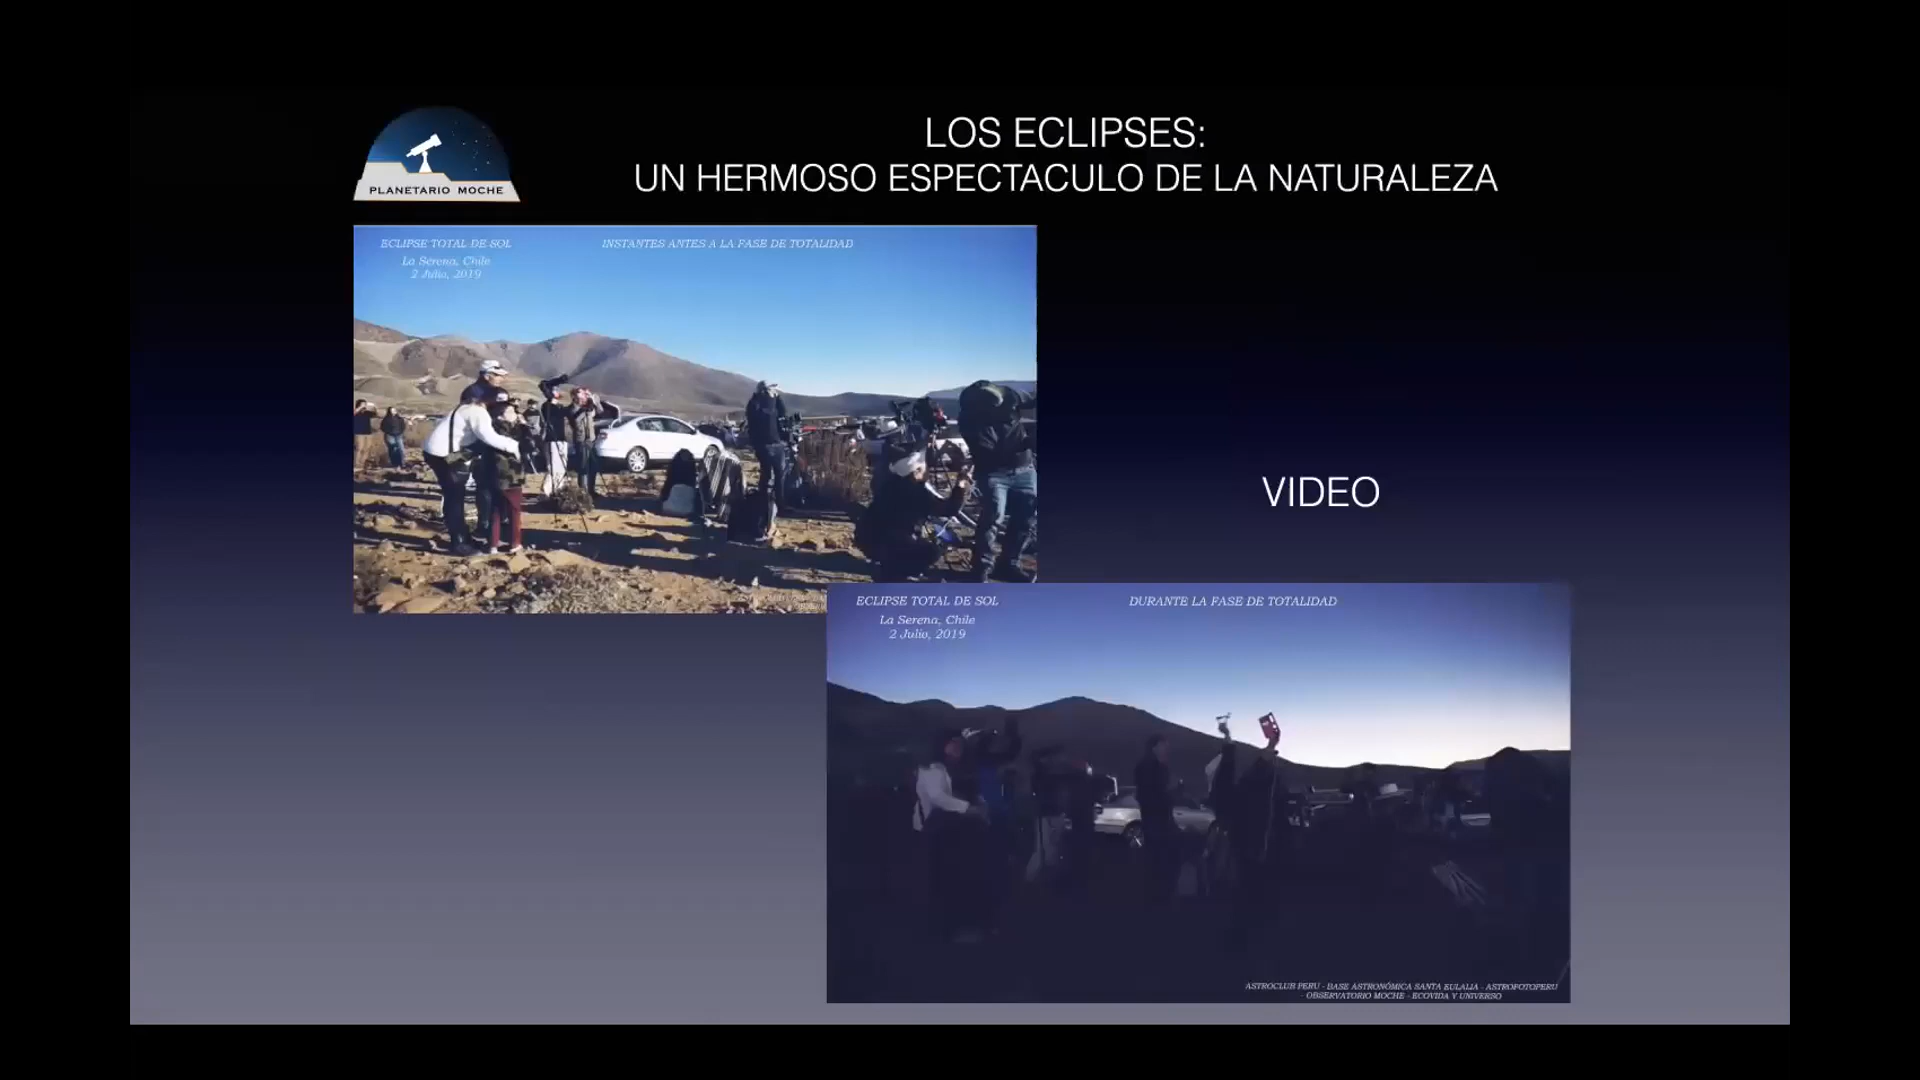 LOS ECLIPSES:
UN HERMOSO ESPECTACULO DE LA NATURALEZA
PLANETARIO MOCHE
ECLIPSE TOTAL DE SOL
La Serena, Chile
2 Julio, 2019
INSTANTES ANTES A LA FASE DE TOTALIDAD
VIDEO
ECLIPSE TOTAL DE SOL
La Serena, Chile
2 Julio, 2019
DURANTE LA FASE DE TOTALIDAD
ASTROCLUB PERU - BASE ASTRONÓMICA SANTA EULALIA - ASTROFOTOPERU
- OBSERVATORIO MOCHE - ECOVIDA Y UNIVERSO